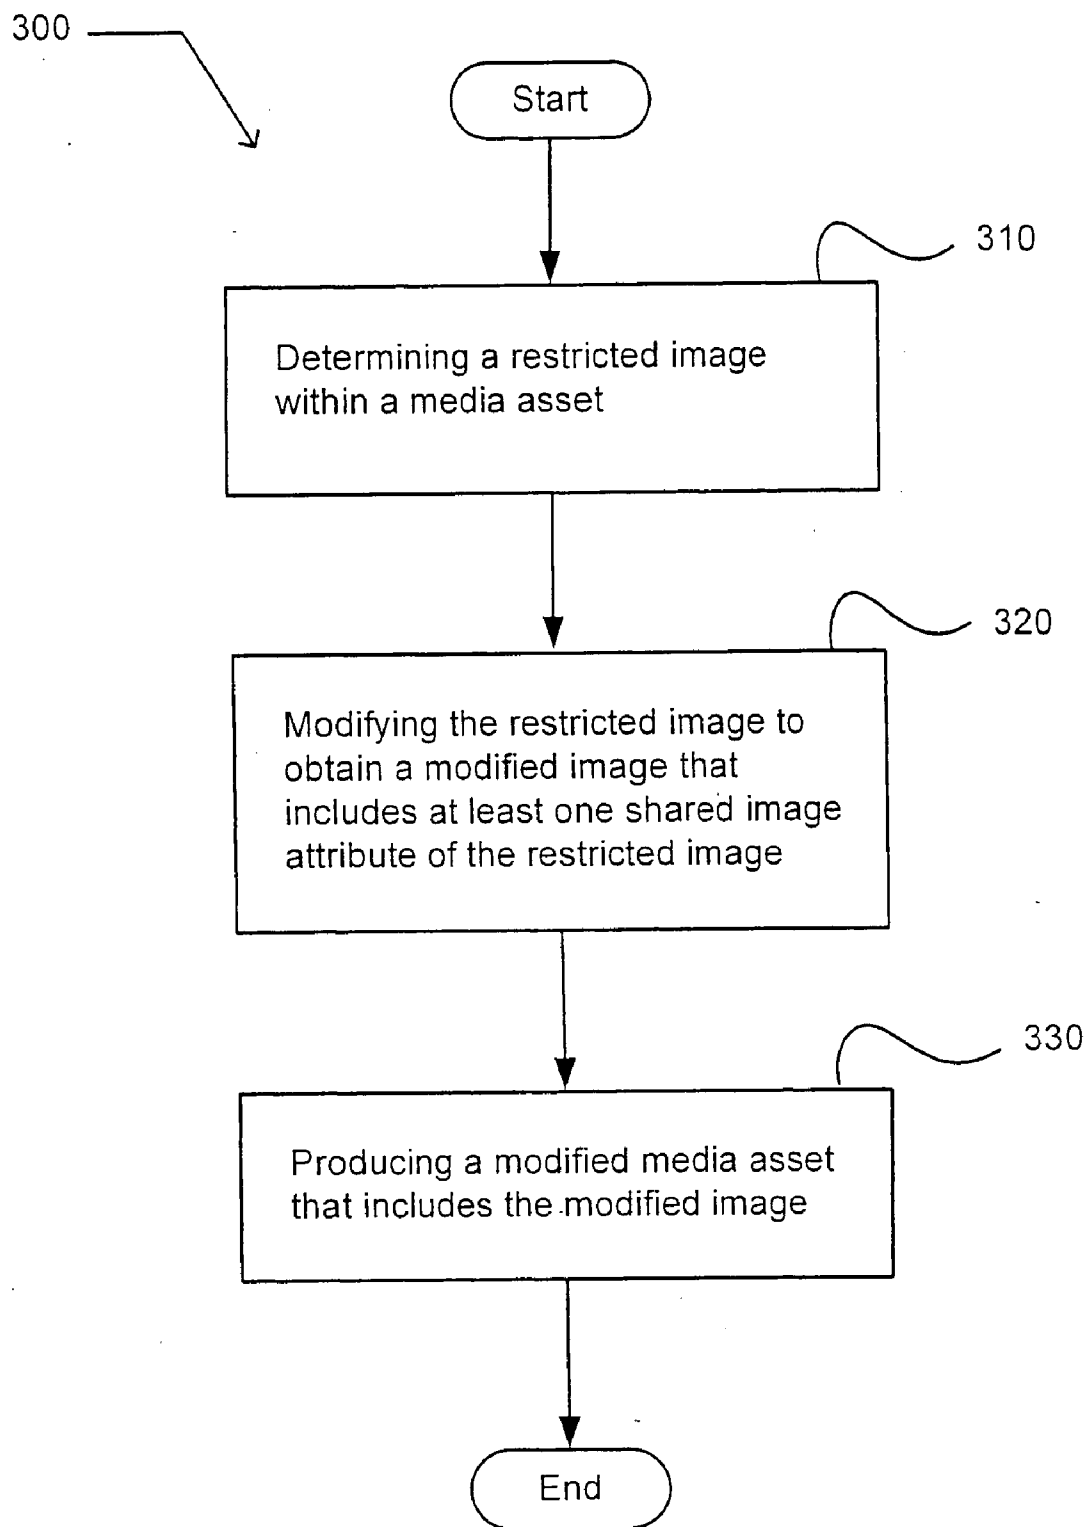 300
Start
310
Determining a restricted image
within a media asset
320
Modifying the restricted image to
obtain a modified image that
includes at least one shared image
attribute of the restricted image
330
Producing a modified media asset
that includes the modified image
End